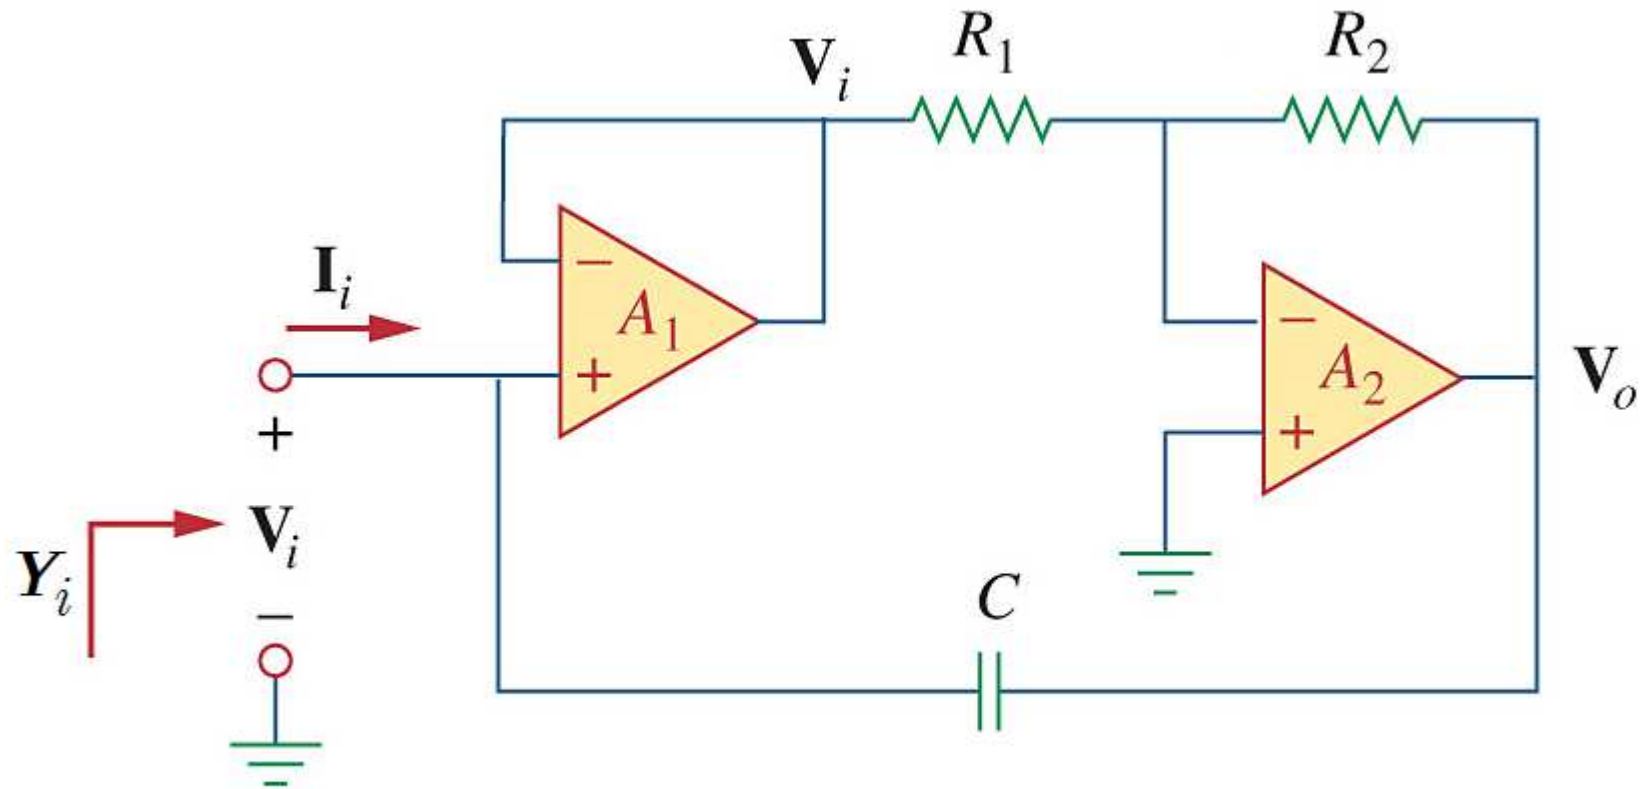 R₁
R₂
Vᵢ
Iᵢ
−
A₁
+
−
A₂
+
Vₒ
+
Vᵢ
−
Yᵢ
C